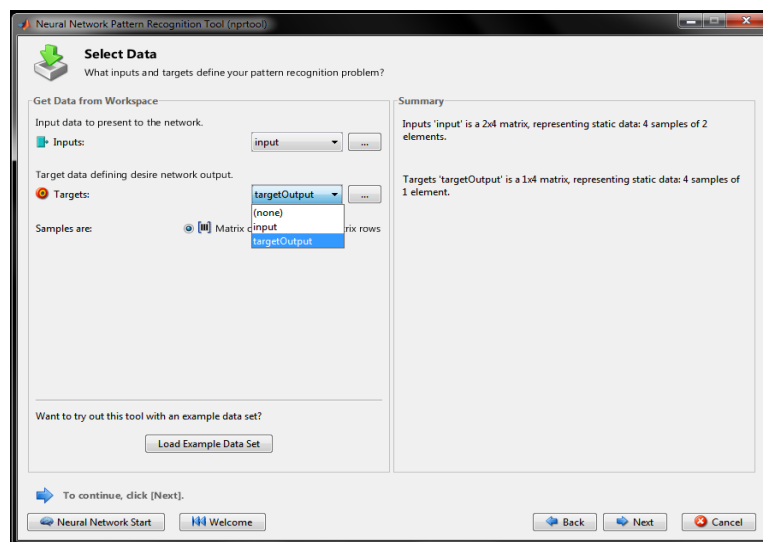 Neural Network Pattern Recognition Tool (nprtool)
Select Data
What inputs and targets define your pattern recognition problem?
Get Data from Workspace
Input data to present to the network.
Inputs:
input
...
Target data defining desire network output.
Targets:
targetOutput
...
(none)
input
targetOutput
Samples are:
[III] Matrix c
rix rows
Want to try out this tool with an example data set?
Load Example Data Set
Summary
Inputs 'input' is a 2x4 matrix, representing static data: 4 samples of 2
elements.
Targets 'targetOutput' is a 1x4 matrix, representing static data: 4 samples of
1 element.
To continue, click [Next].
Neural Network Start
Welcome
Back
Next
Cancel